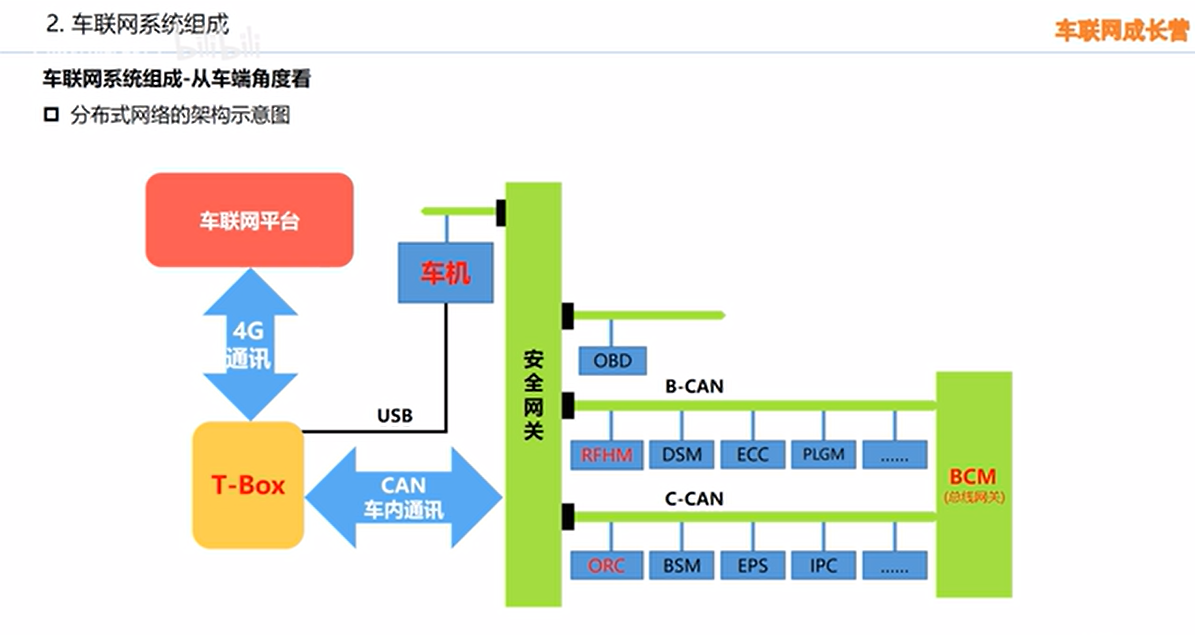 2. 车联网系统组成
车联网成长营
bilibili
车联网系统组成-从车端角度看
分布式网络的架构示意图
车联网平台
车机
4G
通讯
安全网关
OBD
B-CAN
USB
RFHM
DSM
ECC
PLGM
......
T-Box
CAN
车内通讯
C-CAN
BCM
(总线网关)
ORC
BSM
EPS
IPC
......